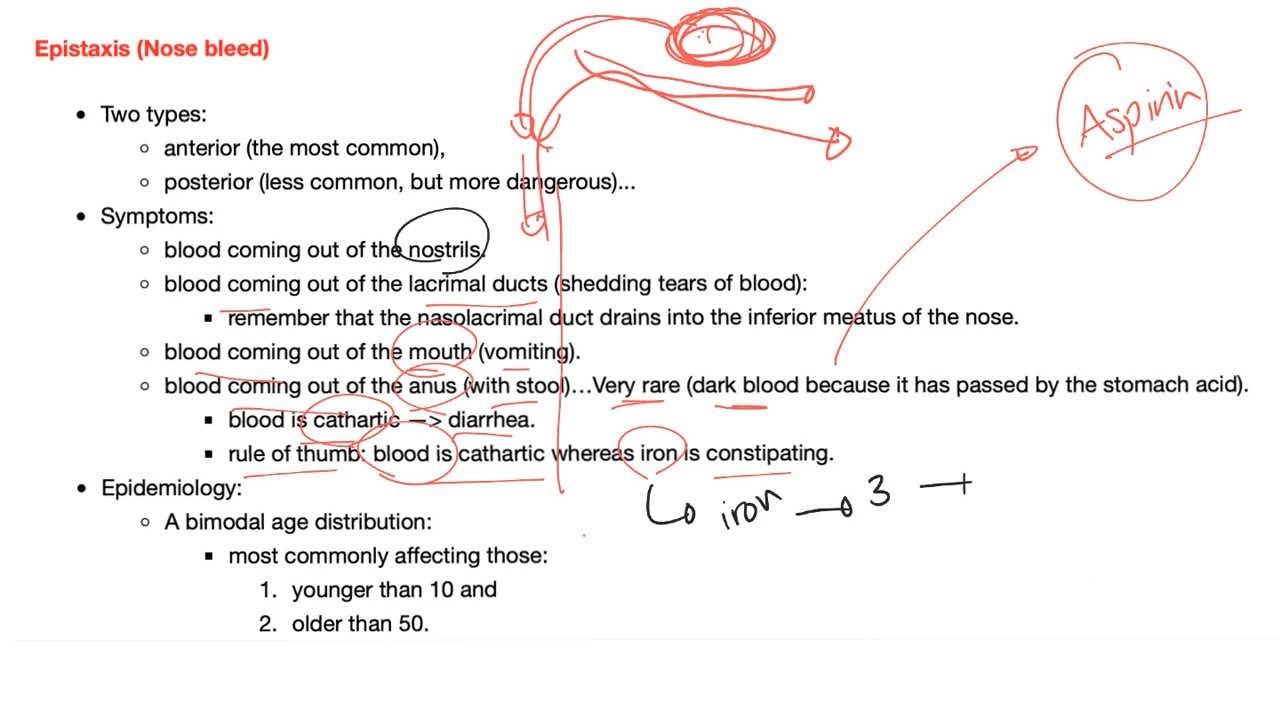 Epistaxis (Nose bleed)
Aspirin
• Two types:
◦ anterior (the most common),
◦ posterior (less common, but more dangerous)...
• Symptoms:
◦ blood coming out of the nostrils.
◦ blood coming out of the lacrimal ducts (shedding tears of blood):
▪ remember that the nasolacrimal duct drains into the inferior meatus of the nose.
◦ blood coming out of the mouth (vomiting).
◦ blood coming out of the anus (with stool)...Very rare (dark blood because it has passed by the stomach acid).
▪ blood is cathartic —> diarrhea.
▪ rule of thumb: blood is cathartic whereas iron is constipating.
• Epidemiology:
iron → 3 +
◦ A bimodal age distribution:
▪ most commonly affecting those:
1. younger than 10 and
2. older than 50.